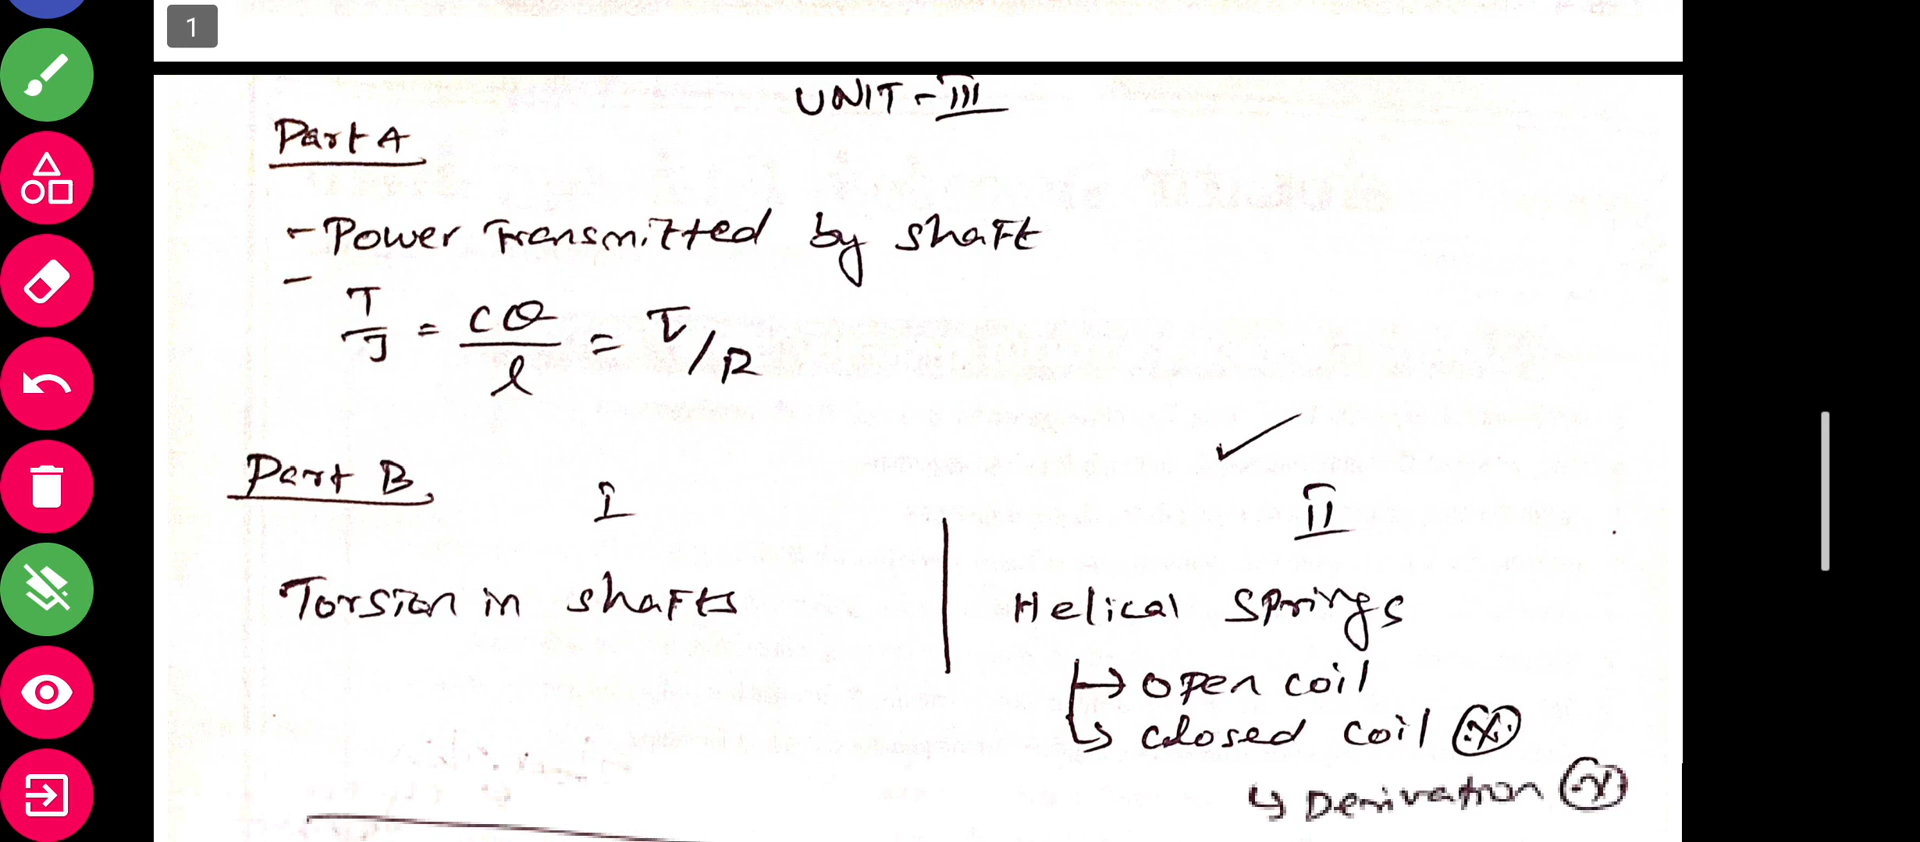 1
UNIT - III
Part A
- Power Transmitted by shaft
- T/J = Cθ/l = τ/R
Part B
I
II
Torsion in shafts
Helical Springs
→ open coil
↳ closed coil
↳ Derivation